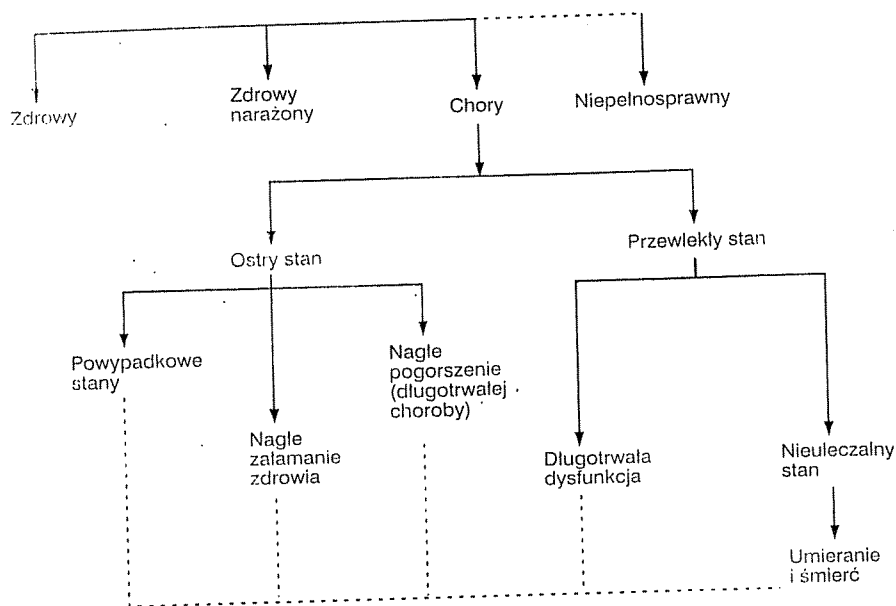 Zdrowy
Zdrowy
narażony
Chory
Niepełnosprawny
Ostry stan
Przewlekły stan
Powypadkowe
stany
Nagłe
pogorszenie
(długotrwałej
choroby)
Nagłe
załamanie
zdrowia
Długotrwała
dysfunkcja
Nieuleczalny
stan
Umieranie
i śmierć